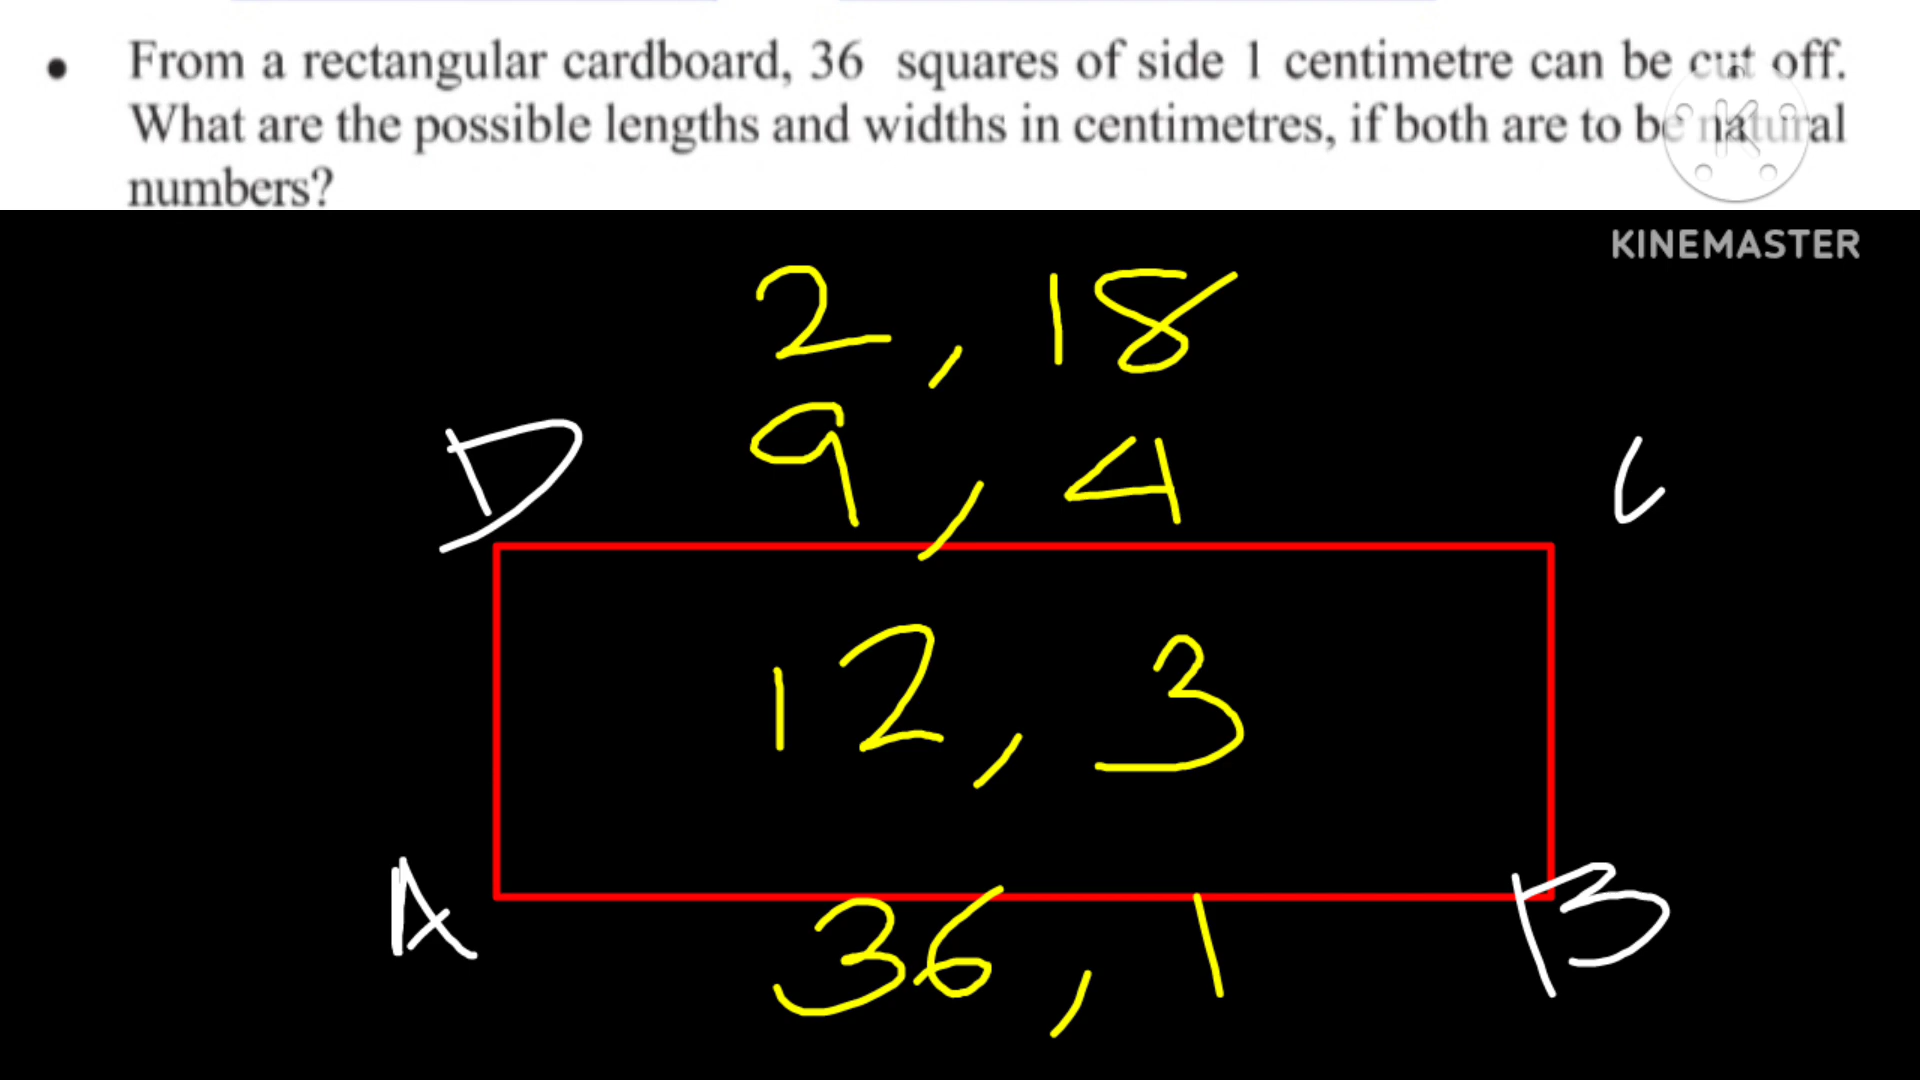 • From a rectangular cardboard, 36 squares of side 1 centimetre can be cut off.
What are the possible lengths and widths in centimetres, if both are to be natural
numbers?
KINEMASTER
2, 18
D 9, 4 C
12, 3
A 36, 1 B